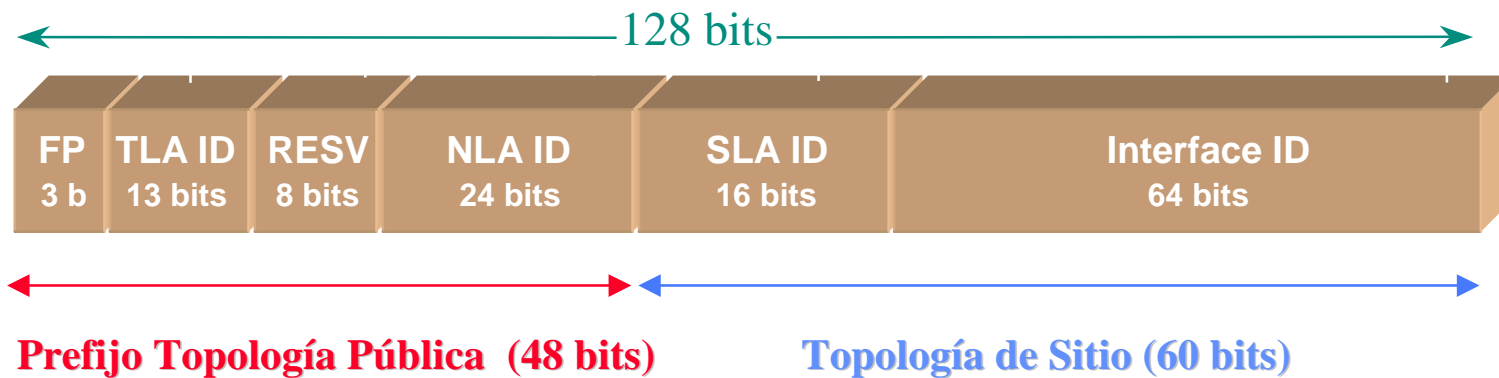 128 bits
FP TLA ID RESV NLA ID SLA ID Interface ID
3 b 13 bits 8 bits 24 bits 16 bits 64 bits
Prefijo Topología Pública (48 bits) Topología de Sitio (60 bits)